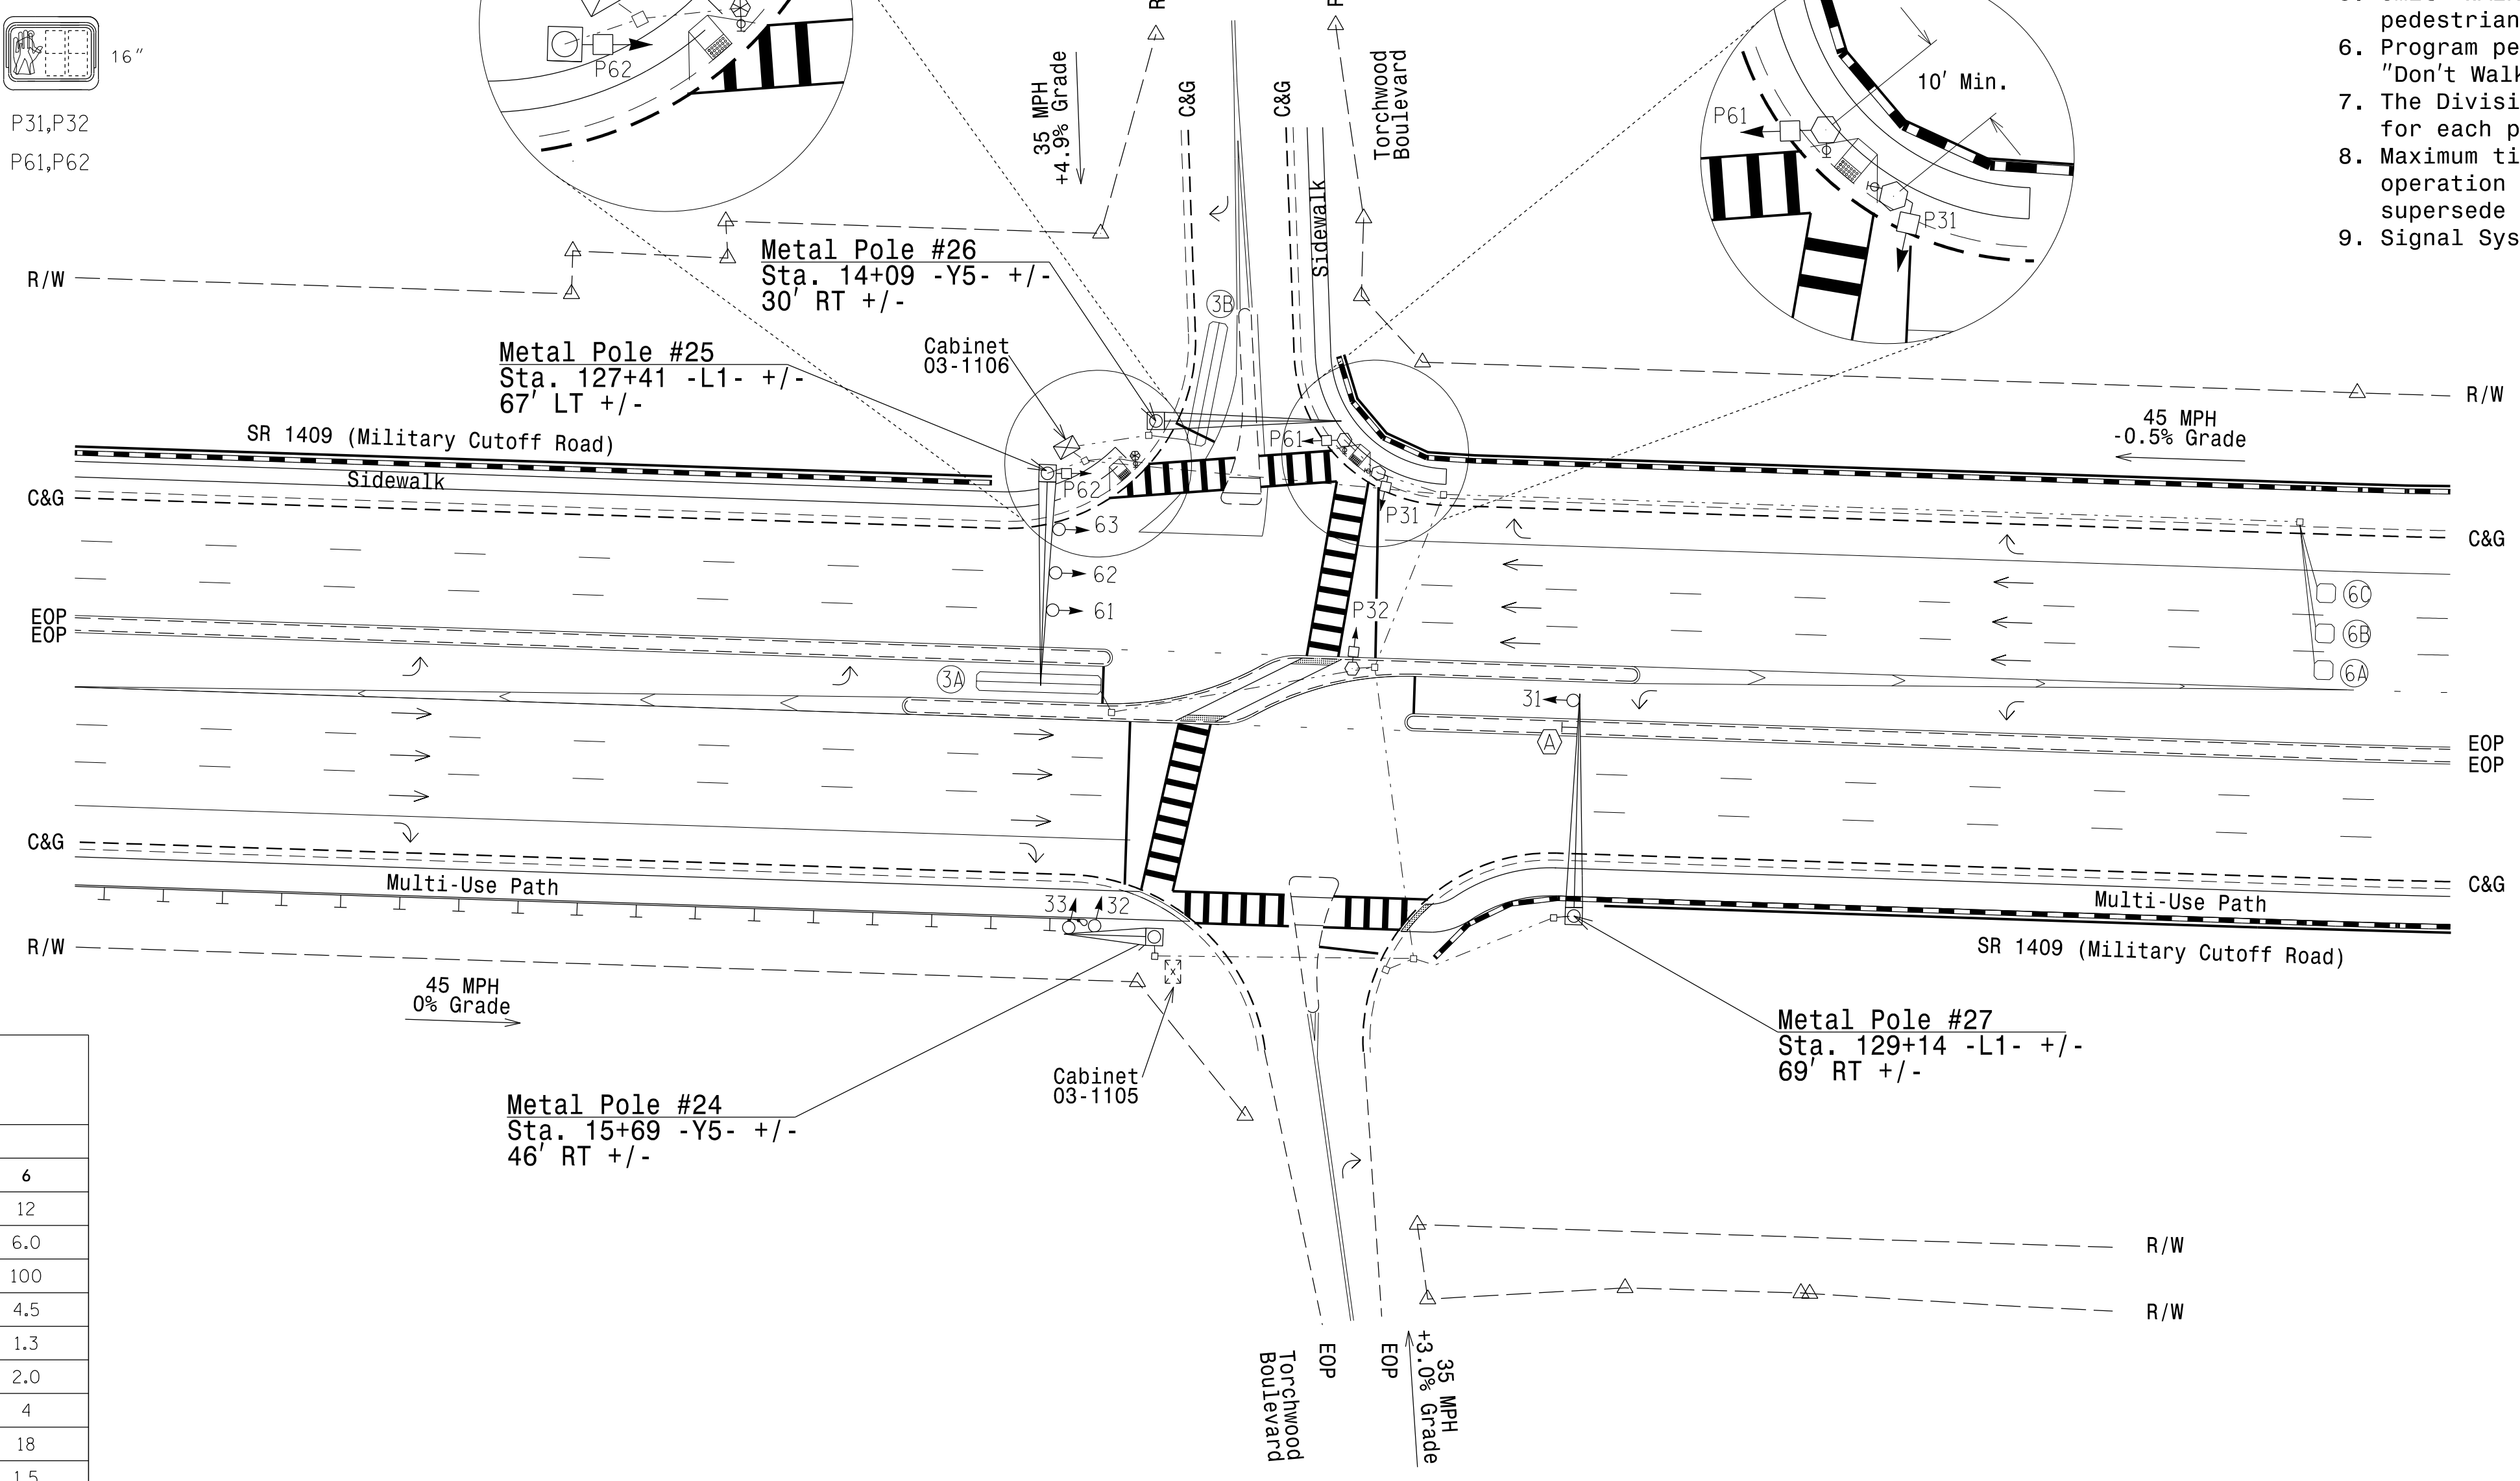 16"
P31,P32
P61,P62
P62
R
35 MPH
+4.9% Grade
C&G
C&G
Torchwood
Boulevard
Sidewalk
10' Min.
P61
P31
pedestrian
6. Program pe
"Don't Walk
7. The Divisi
for each p
8. Maximum ti
operation
supersede
9. Signal Sys
R/W
Metal Pole #26
Sta. 14+09 -Y5- +/-
30' RT +/-
3B
Metal Pole #25
Sta. 127+41 -L1- +/-
67' LT +/-
Cabinet
03-1106
R/W
45 MPH
-0.5% Grade
SR 1409 (Military Cutoff Road)
Sidewalk
C&G
P61
P62
P31
63
62
61
C&G
P32
6C
6B
6A
EOP
EOP
3A
31
A
EOP
EOP
C&G
Multi-Use Path
33
32
C&G
Multi-Use Path
R/W
SR 1409 (Military Cutoff Road)
45 MPH
0% Grade
Metal Pole #27
Sta. 129+14 -L1- +/-
69' RT +/-
Cabinet
03-1105
Metal Pole #24
Sta. 15+69 -Y5- +/-
46' RT +/-
6
12
6.0
100
4.5
1.3
2.0
4
18
1.5
R/W
R/W
Torchwood
Boulevard
EOP
EOP
35 MPH
+3.0% Grade